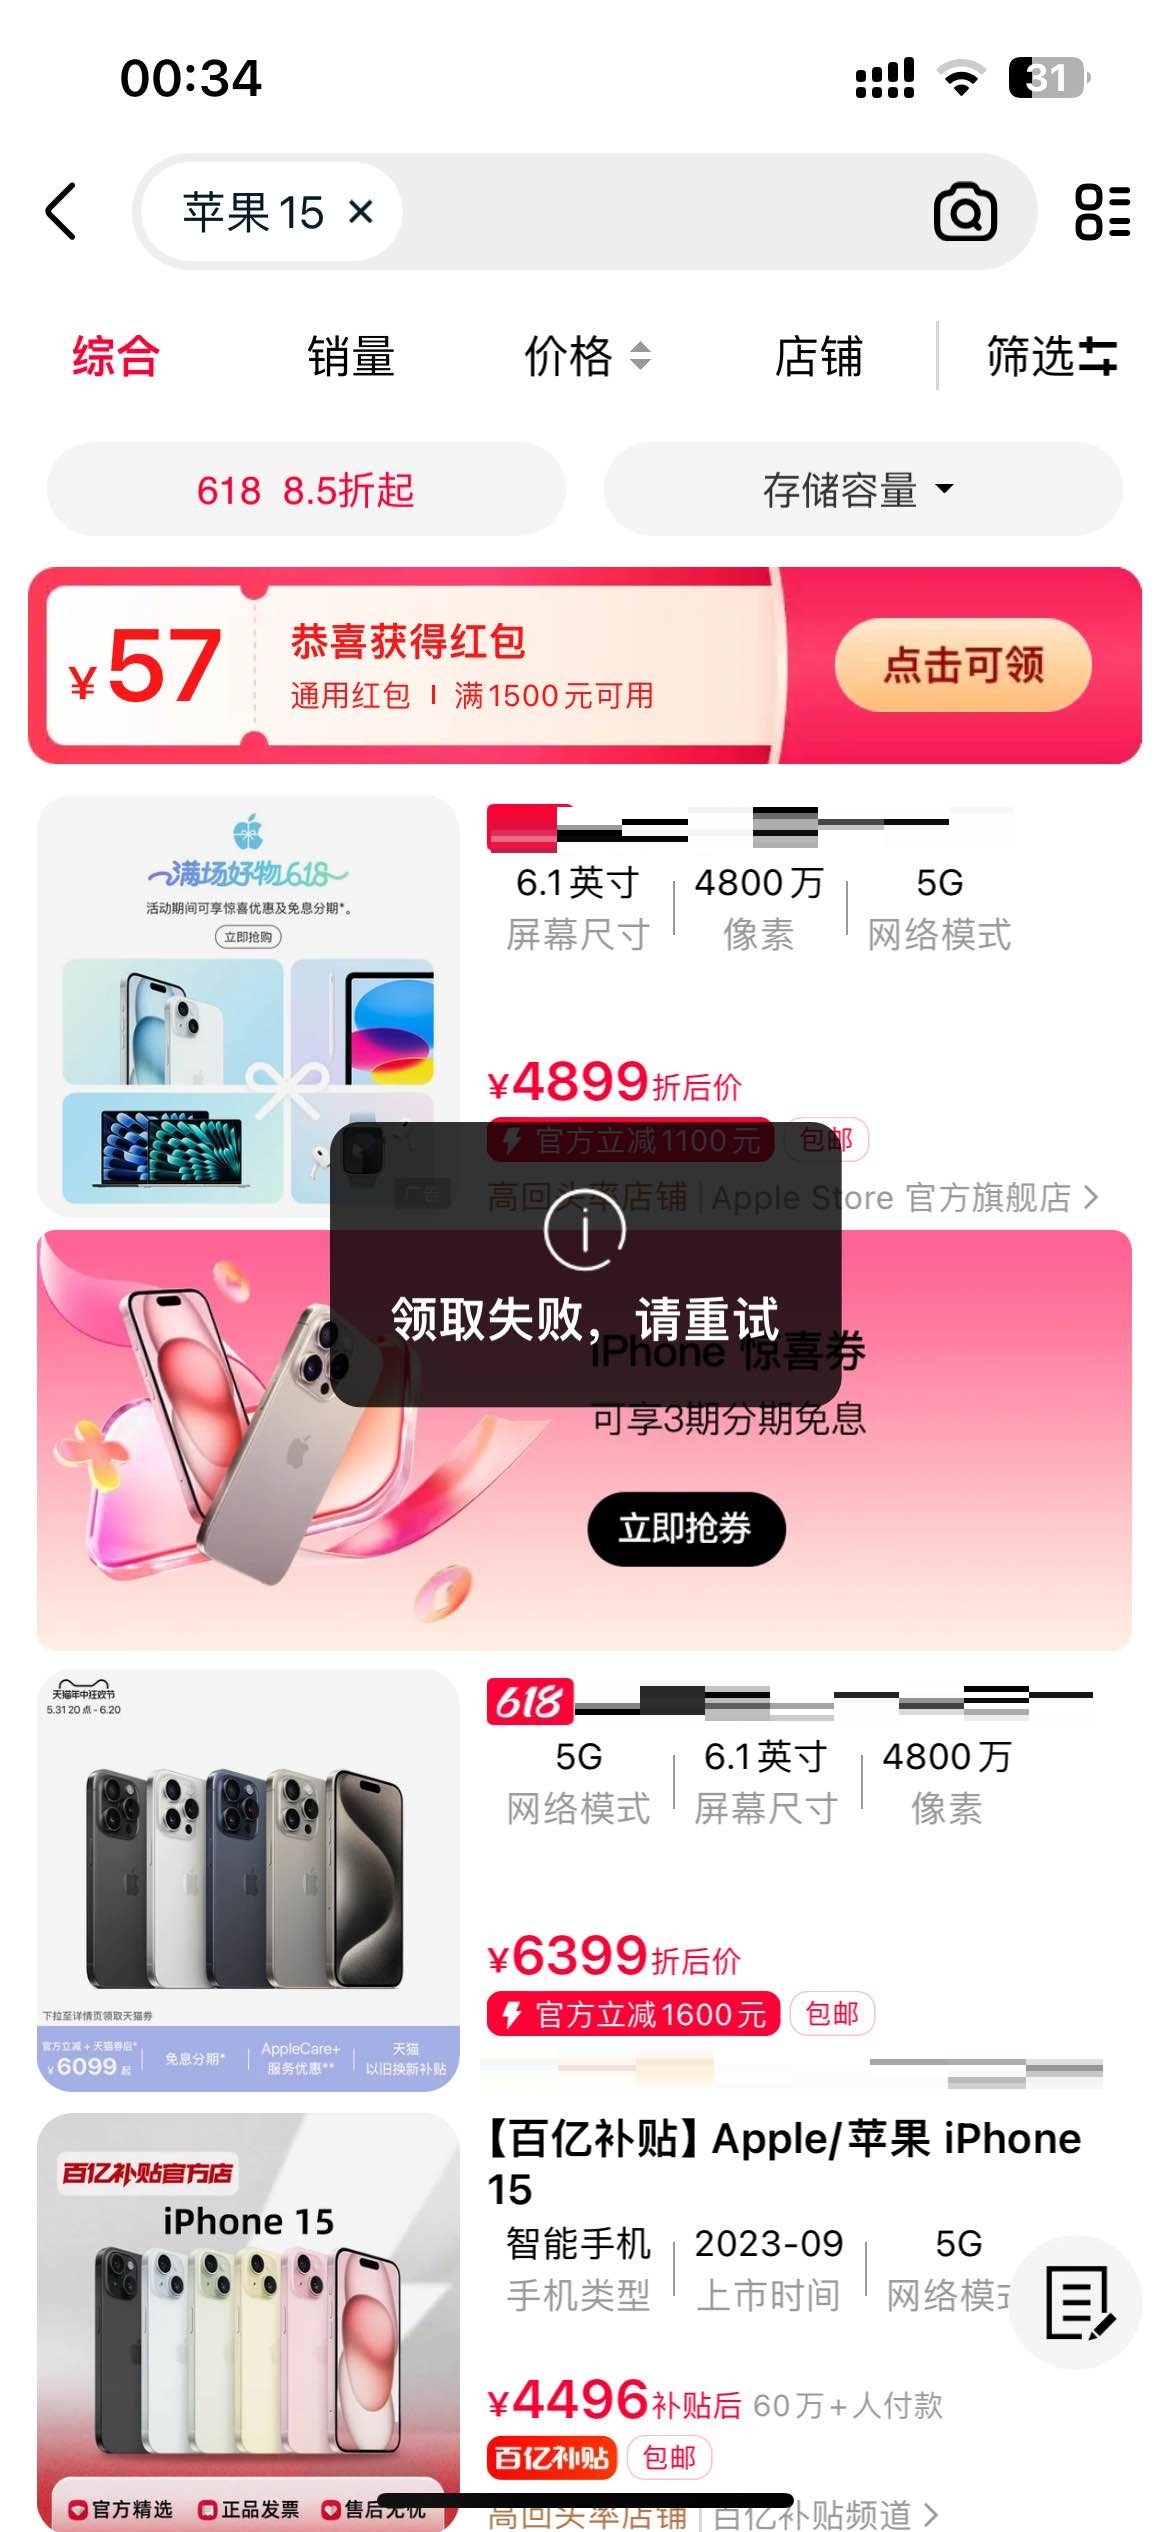 00:34
31
苹果15 ×
综合
销量
价格
店铺
筛选
618 8.5折起
存储容量
¥57
恭喜获得红包
通用红包 | 满1500元可用
点击可领
满场好物618
活动期间可享惊喜优惠及免息分期*。
立即抢购
广告
6.1英寸
4800万
5G
屏幕尺寸
像素
网络模式
¥4899折后价
官方立减1100元
包邮
高回头率店铺 | Apple Store 官方旗舰店
领取失败，请重试
iPhone 惊喜券
可享3期分期免息
立即抢券
天猫年中狂欢节
5.31 20点-6.20
下拉至详情页领取天猫券
官方立减+天猫券后*
¥6099起
免息分期*
AppleCare+
服务优惠**
天猫
以旧换新补贴
618
5G
6.1英寸
4800万
网络模式
屏幕尺寸
像素
¥6399折后价
官方立减1600元
包邮
百亿补贴官方店
iPhone 15
官方精选
正品发票
售后无忧
【百亿补贴】Apple/苹果 iPhone
15
智能手机
2023-09
5G
手机类型
上市时间
网络模式
¥4496补贴后 60万+人付款
百亿补贴
包邮
高回头率店铺 | 百亿补贴频道